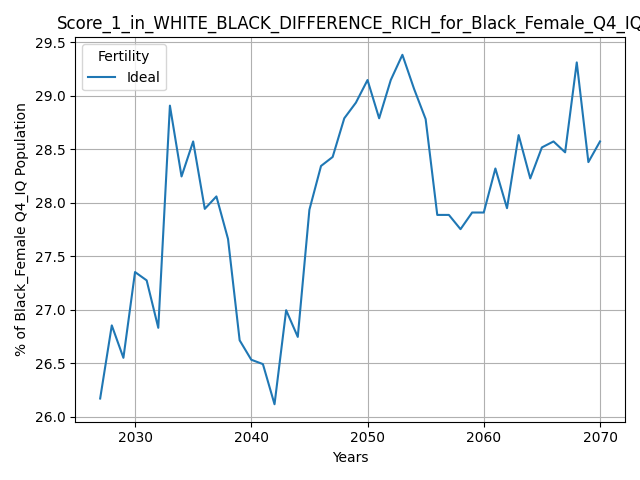 Score_1_in_WHITE_BLACK_DIFFERENCE_RICH_for_Black_Female_Q4_IQ
Fertility
Ideal
% of Black_Female Q4_IQ Population
29.5
29.0
28.5
28.0
27.5
27.0
26.5
26.0
2030 2040 2050 2060 2070
Years